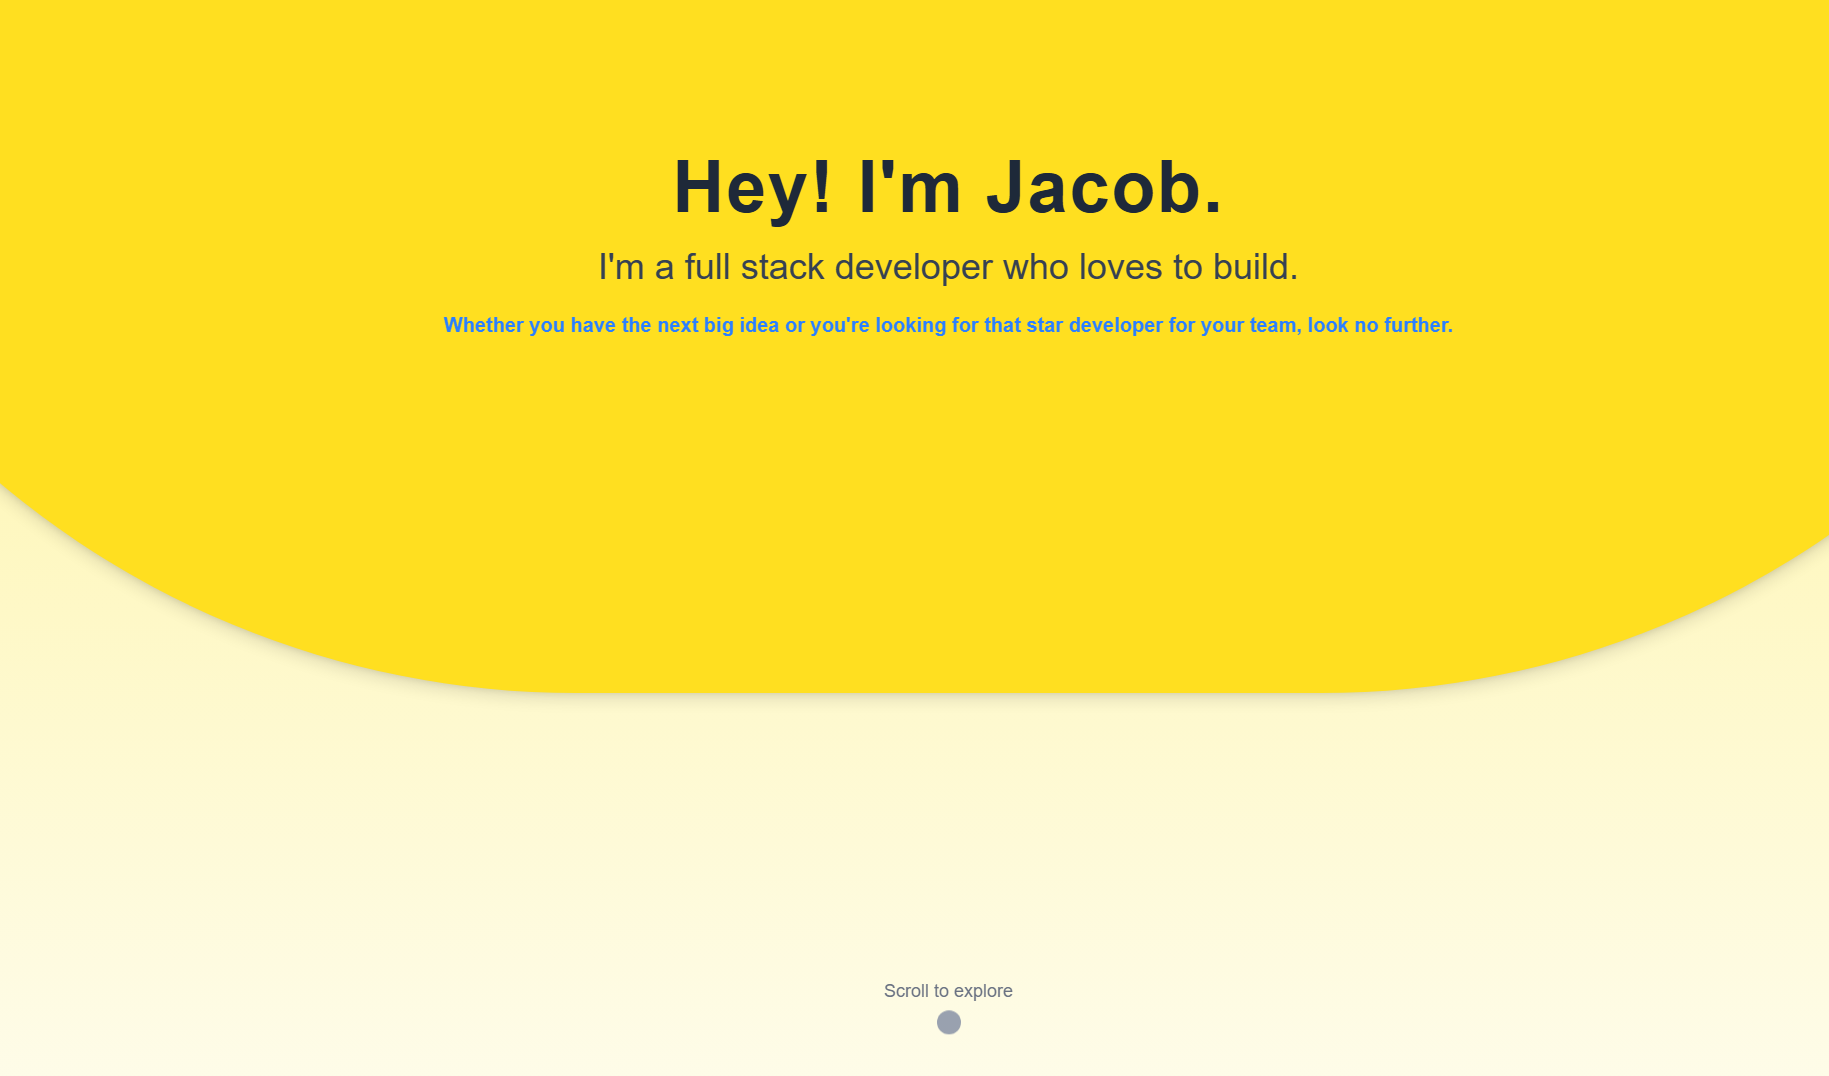 Hey! I'm Jacob.
I'm a full stack developer who loves to build.
Whether you have the next big idea or you're looking for that star developer for your team, look no further.
Scroll to explore